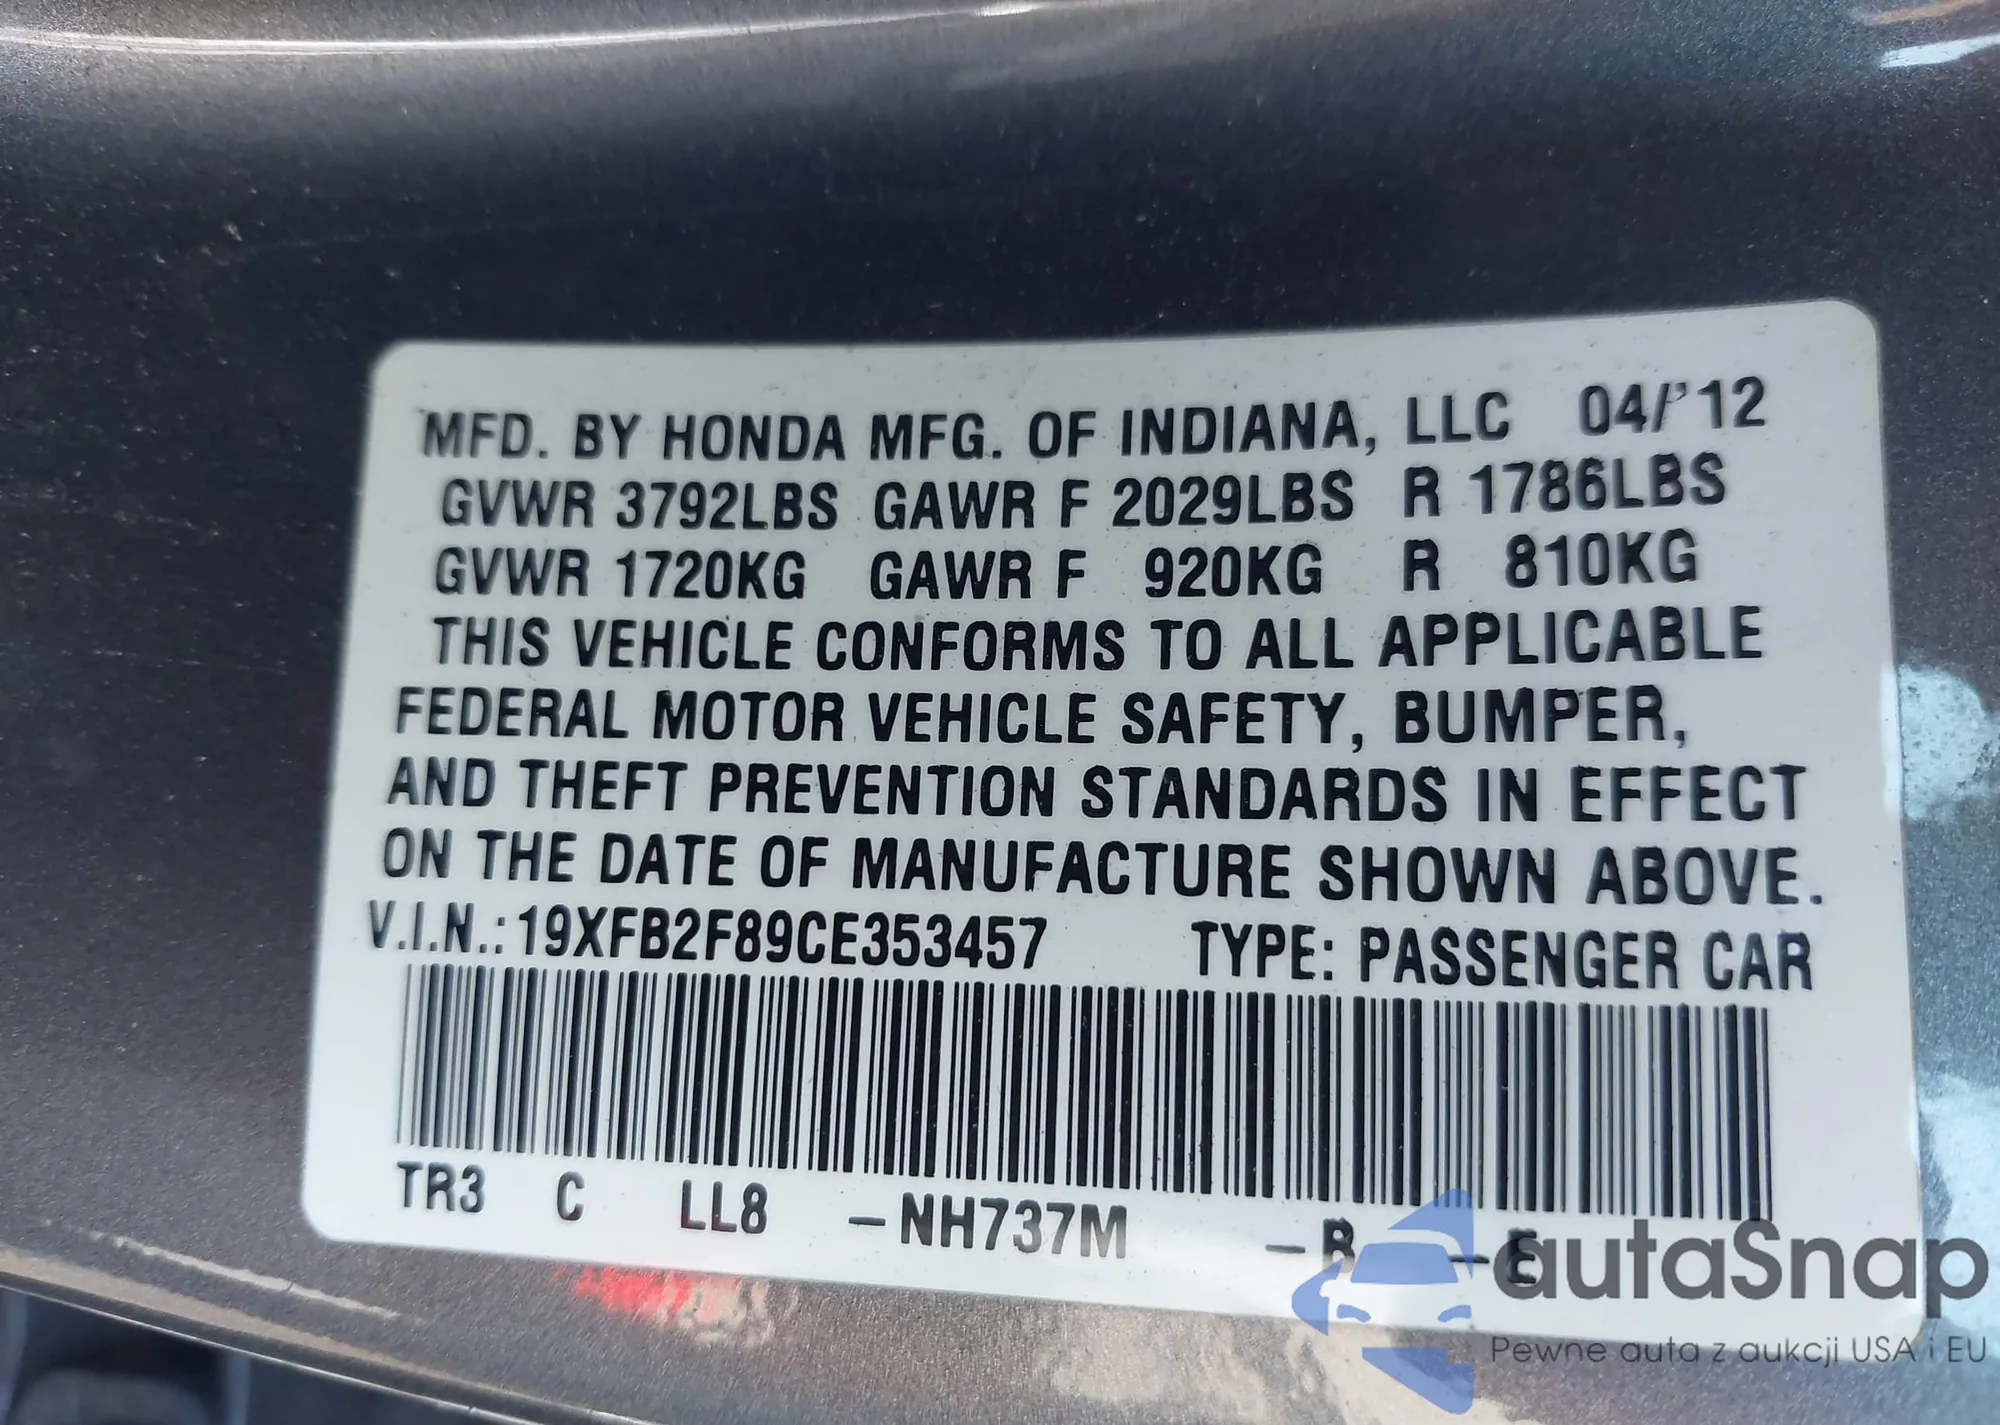 MFD. BY HONDA MFG. OF INDIANA, LLC 04/'12
GVWR 3792LBS GAWR F 2029LBS R 1786LBS
GVWR 1720KG GAWR F 920KG R 810KG
THIS VEHICLE CONFORMS TO ALL APPLICABLE
FEDERAL MOTOR VEHICLE SAFETY, BUMPER,
AND THEFT PREVENTION STANDARDS IN EFFECT
ON THE DATE OF MANUFACTURE SHOWN ABOVE.
V.I.N.: 19XFB2F89CE353457 TYPE: PASSENGER CAR
TR3 C LL8 –NH737M –B –E
autaSnap
Pewne auta z aukcji USA i EU